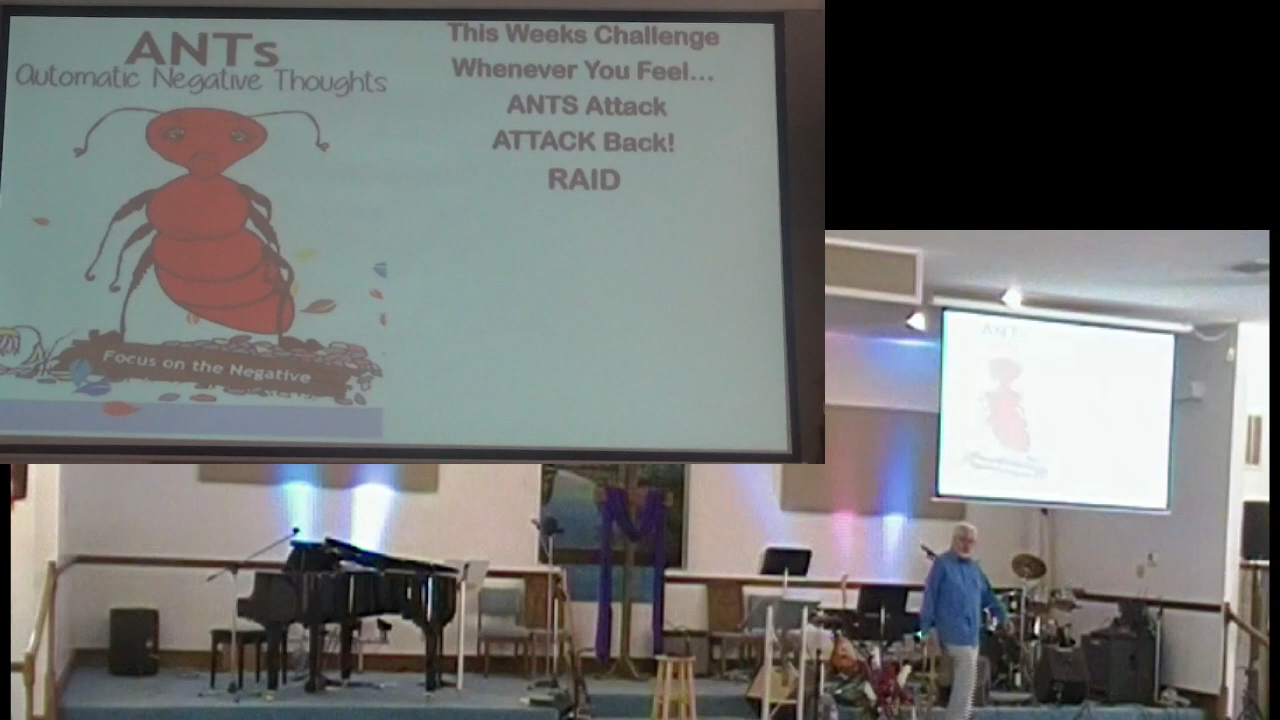 ANTs
Automatic Negative Thoughts
Focus on the Negative
This Weeks Challenge
Whenever You Feel...
ANTS Attack
ATTACK Back!
RAID
ANTs